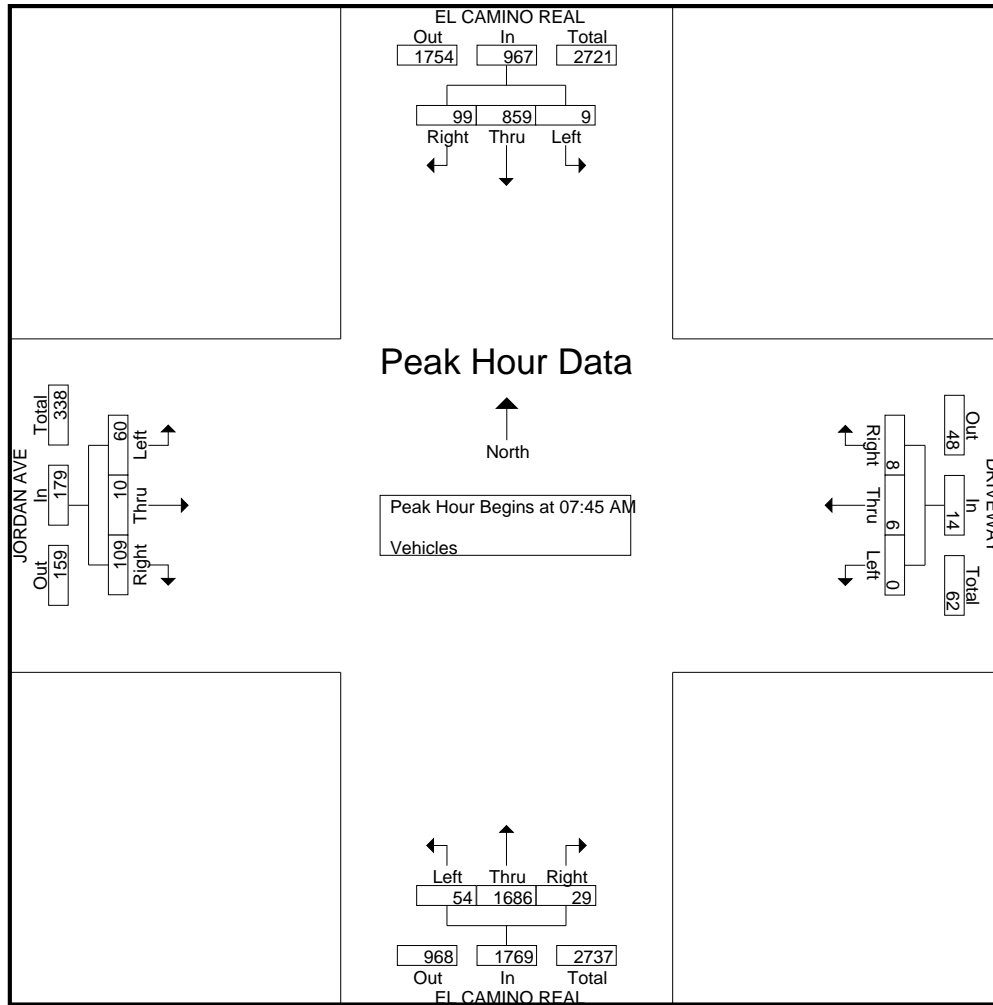 EL CAMINO REAL
Out In Total
1754 967 2721
99 859 9
Right Thru Left
Peak Hour Data
North
Peak Hour Begins at 07:45 AM
Vehicles
JORDAN AVE
Out In Total
159 179 338
Right Thru Left
109 10 60
DRIVEWAY
Out In Total
48 14 62
Right Thru Left
8 6 0
Left Thru Right
54 1686 29
968 1769 2737
Out In Total
EL CAMINO REAL